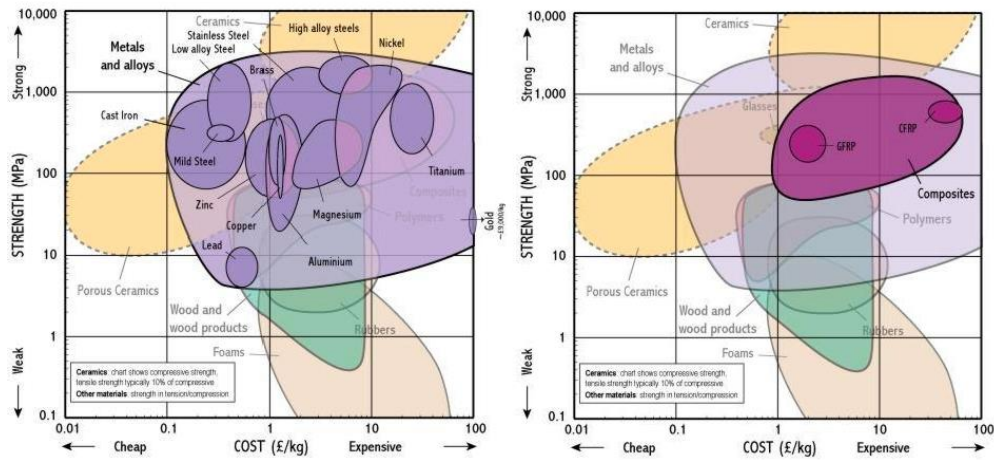 10,000
1,000
100
10
1
0.1
STRENGTH (MPa)
Strong
Weak
Ceramics
High alloy steels
Stainless Steel
Low alloy Steel
Nickel
Metals
and alloys
Brass
Cast Iron
Mild Steel
Titanium
Composites
Zinc
Magnesium
Polymers
Copper
Gold
~£9,000/kg
Lead
Aluminium
Porous Ceramics
Wood and
wood products
Rubbers
Foams
Ceramics: chart shows compressive strength,
tensile strength typically 10% of compressive
Other materials: strength in tension/compression
0.01
0.1
1
10
100
Cheap
COST (£/kg)
Expensive
10,000
1,000
100
10
1
0.1
STRENGTH (MPa)
Strong
Weak
Ceramics
Metals
and alloys
Glasses
CFRP
GFRP
Composites
Polymers
Porous Ceramics
Wood and
wood products
Rubbers
Foams
Ceramics: chart shows compressive strength,
tensile strength typically 10% of compressive
Other materials: strength in tension/compression
0.01
0.1
1
10
100
Cheap
COST (£/kg)
Expensive